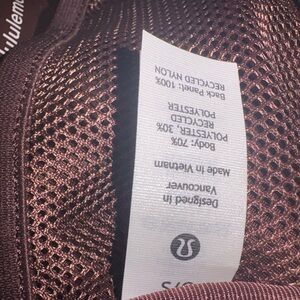 Designed in
Vancouver
Made in Vietnam
Body: 70%
POLYESTER, 30%
RECYCLED
POLYESTER
Back Panel: 100%
RECYCLED NYLON